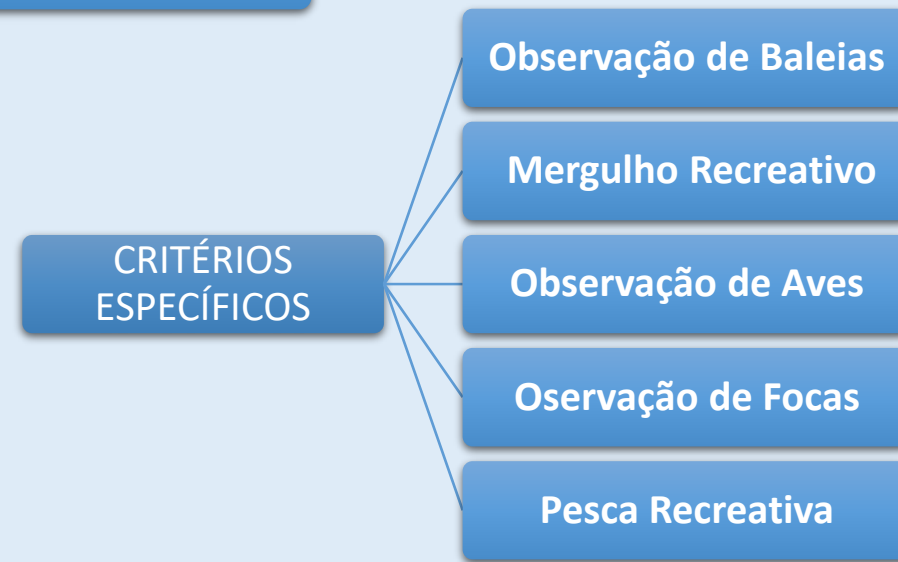 CRITÉRIOS
ESPECÍFICOS
Observação de Baleias
Mergulho Recreativo
Observação de Aves
Oservação de Focas
Pesca Recreativa